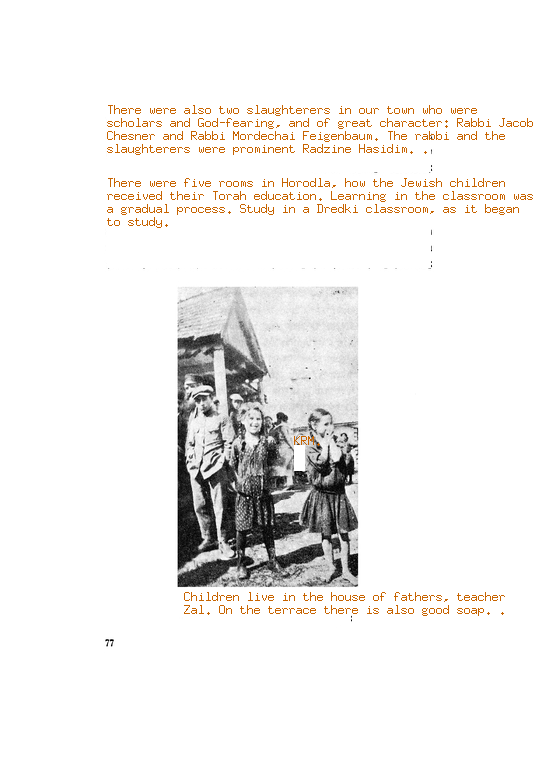 There were also two slaughterers in our town who were
scholars and God-fearing, and of great character: Rabbi Jacob
Chesner and Rabbi Mordechai Feigenbaum. The rabbi and the
slaughterers were prominent Radzine Hasidim. .
There were five rooms in Horodla, how the Jewish children
received their Torah education. Learning in the classroom was
a gradual process. Study in a Dredki classroom, as it began
to study.
KRM
Children live in the house of fathers, teacher
Zal. On the terrace there is also good soap. .
77